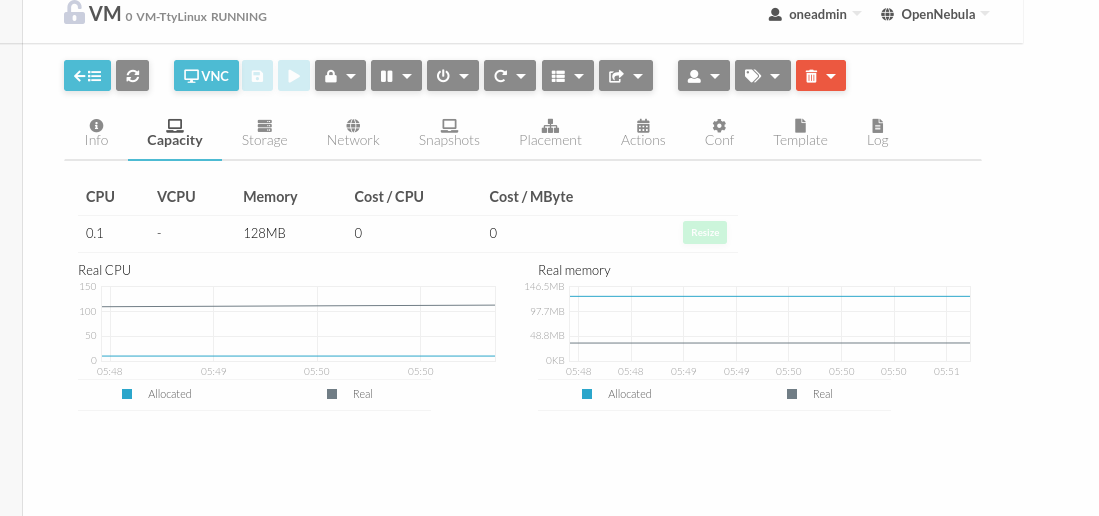 VM 0 VM-TtyLinux RUNNING
oneadmin OpenNebula
VNC
Info Capacity Storage Network Snapshots Placement Actions Conf Template Log
CPU VCPU Memory Cost / CPU Cost / MByte
0.1 - 128MB 0 0 Resize
Real CPU
150
100
50
0
05:48 05:49 05:50 05:50
Allocated Real
Real memory
146.5MB
97.7MB
48.8MB
0KB
05:48 05:48 05:49 05:49 05:50 05:50 05:50 05:51
Allocated Real